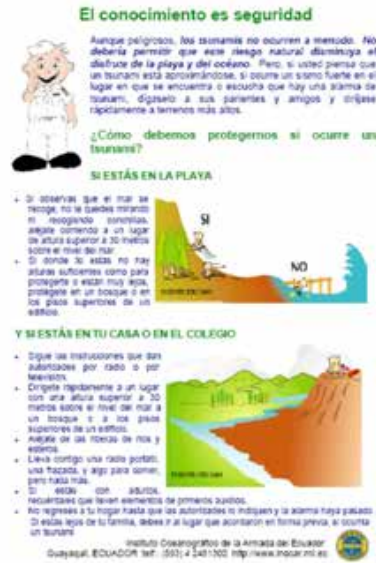 El conocimiento es seguridad
Aunque peligrosos, los tsunamis no ocurren a menudo. No
debería permitir que este riesgo natural disminuya el
disfrute de la playa y del océano. Pero, si usted piensa que
un tsunami está aproximándose, si ocurre un sismo fuerte en el
lugar en que se encuentra o escucha que hay una alarma de
tsunami, dígaselo a sus parientes y amigos y diríjase
rápidamente a terrenos más altos.
¿Cómo debemos protegernos si ocurre un
tsunami?
SI ESTÁS EN LA PLAYA
Si observas que el mar se
recoge, no te quedes mirando
ni recogiendo conchillas,
aléjate corriendo a un lugar
de altura superior a 30 metros
sobre el nivel del mar
Si donde tu estás no hay
alturas suficientes como para
protegerte o están muy lejos,
protégete en un bosque o en
los pisos superiores de un
edificio.
SI
NO
Y SI ESTÁS EN TU CASA O EN EL COLEGIO
Sigue las instrucciones que dan
autoridades por radio o por
televisión.
Dirígete rápidamente a un lugar
con una altura superior a 30
metros sobre el nivel del mar a
un bosque o a los pisos
superiores de un edificio.
Aléjate de las riberas de ríos y
esteros.
Lleva contigo una radio portátil,
una frazada, y algo para comer,
pero nada más.
Si estás con adultos,
recuérdales que lleven elementos de primeros auxilios.
No regreses a tu hogar hasta que las autoridades lo indiquen y la alarma haya pasado
Si estás lejos de tu familia, debes ir al lugar que acordaron en forma previa, si ocurría
un tsunami
Instituto Oceanográfico de la Armada del Ecuador
Guayaquil, ECUADOR telf. (593) 4 2481300 http://www.inocar.mil.ec